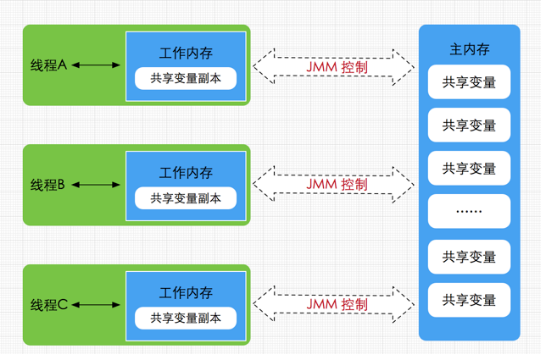 线程A
工作内存
共享变量副本
JMM 控制
线程B
工作内存
共享变量副本
JMM 控制
线程C
工作内存
共享变量副本
JMM 控制
主内存
共享变量
共享变量
共享变量
······
共享变量
共享变量